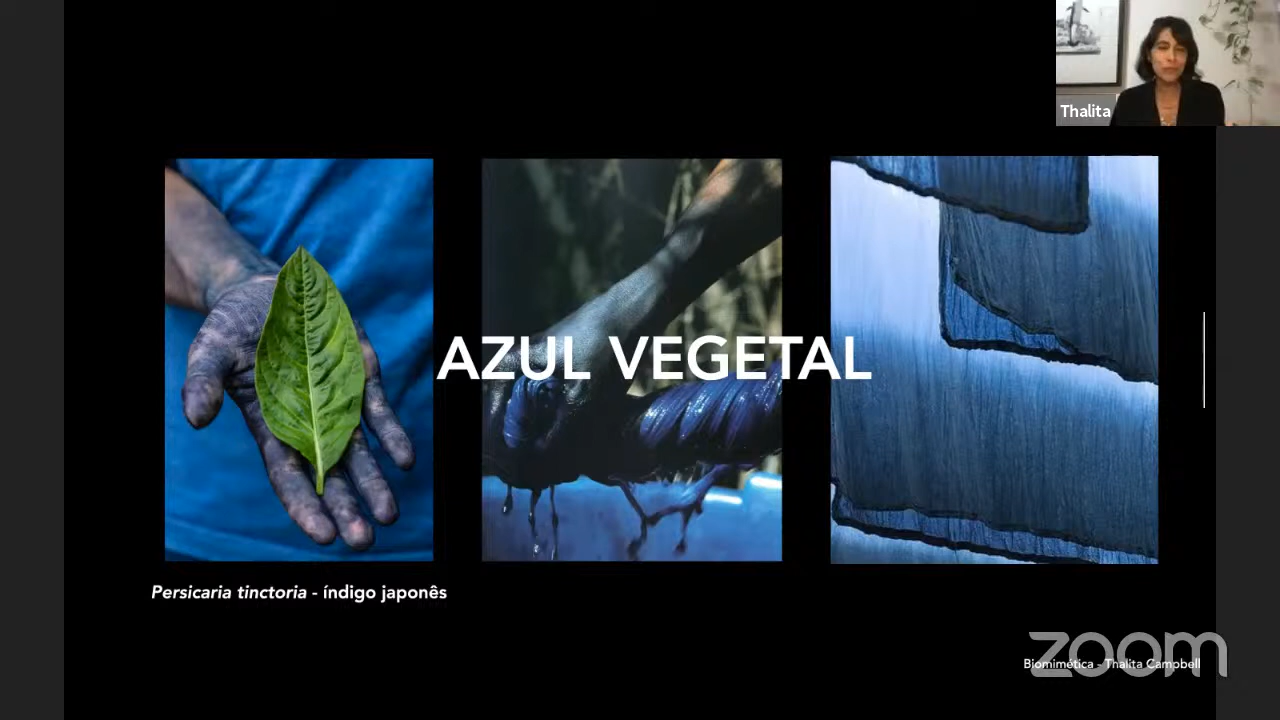 Thalita
AZUL VEGETAL
Persicaria tinctoria - índigo japonês
zoom
Biomimética - Thalita Campbell